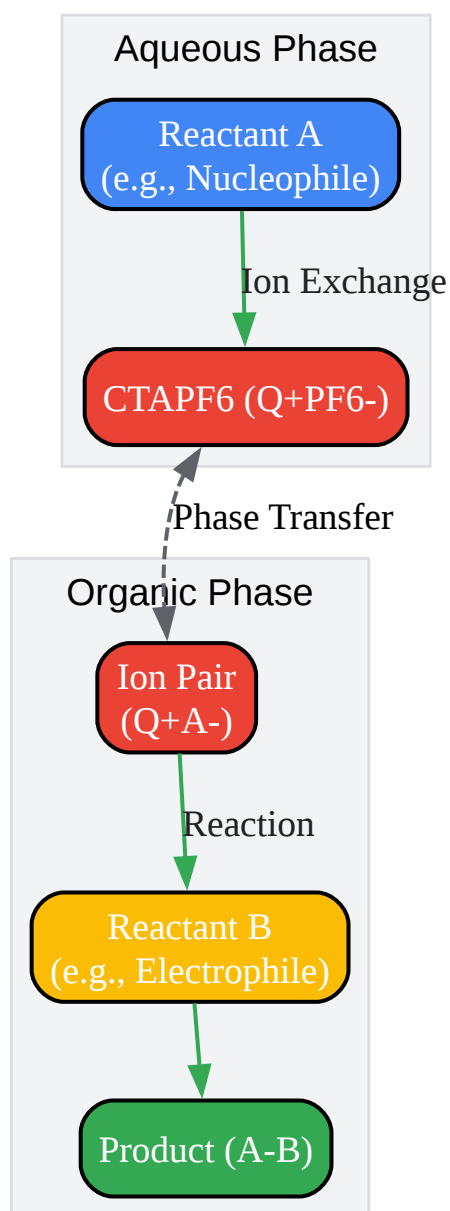 Aqueous Phase
Reactant A
(e.g., Nucleophile)
Ion Exchange
CTAPF6 (Q+PF6-)
Phase Transfer
Organic Phase
Ion Pair
(Q+A-)
Reaction
Reactant B
(e.g., Electrophile)
Product (A-B)